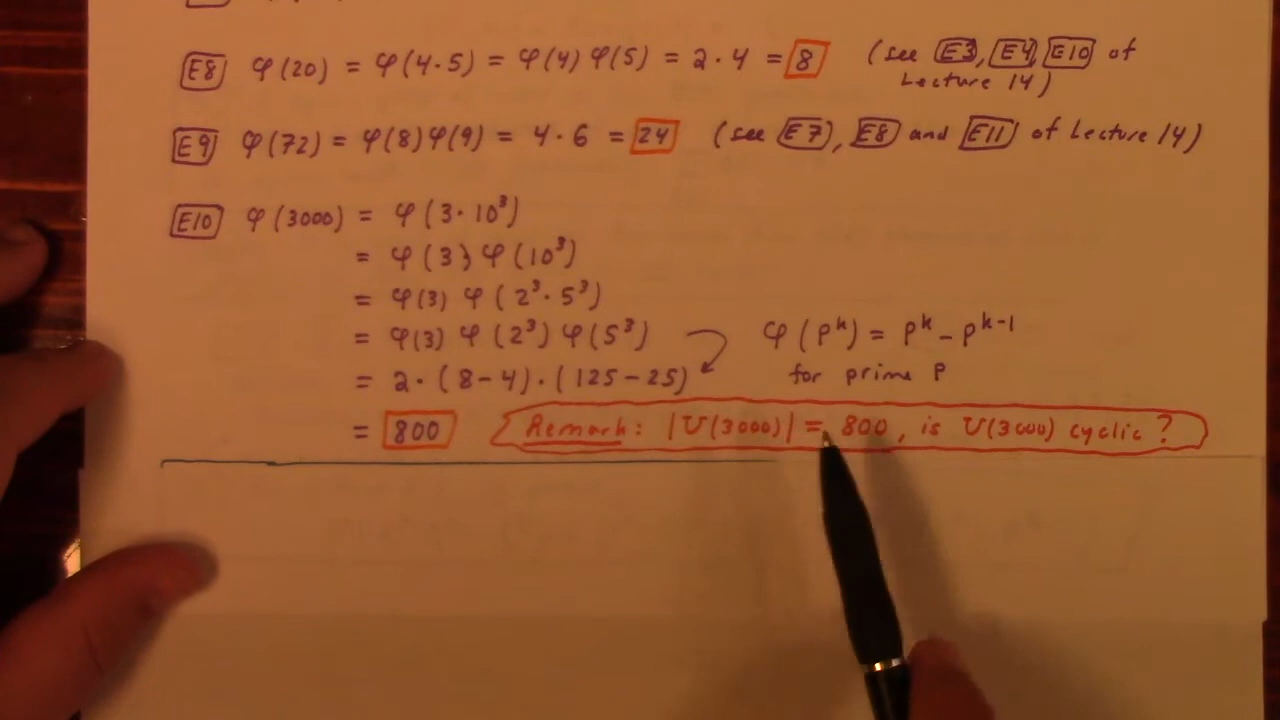 E8 φ(20) = φ(4·5) = φ(4) φ(5) = 2·4 = 8 (see E3, E4, E10 of
Lecture 14)
E9 φ(72) = φ(8)φ(9) = 4·6 = 24 (see E7, E8 and E11 of Lecture 14)
E10 φ(3000) = φ(3·10³)
= φ(3) φ(10³)
= φ(3) φ(2³·5³)
= φ(3) φ(2³) φ(5³) φ(pᵏ) = pᵏ - pᵏ⁻¹
= 2·(8-4)·(125-25) for prime p
= 800 Remark: |U(3000)| = 800, is U(3000) cyclic?